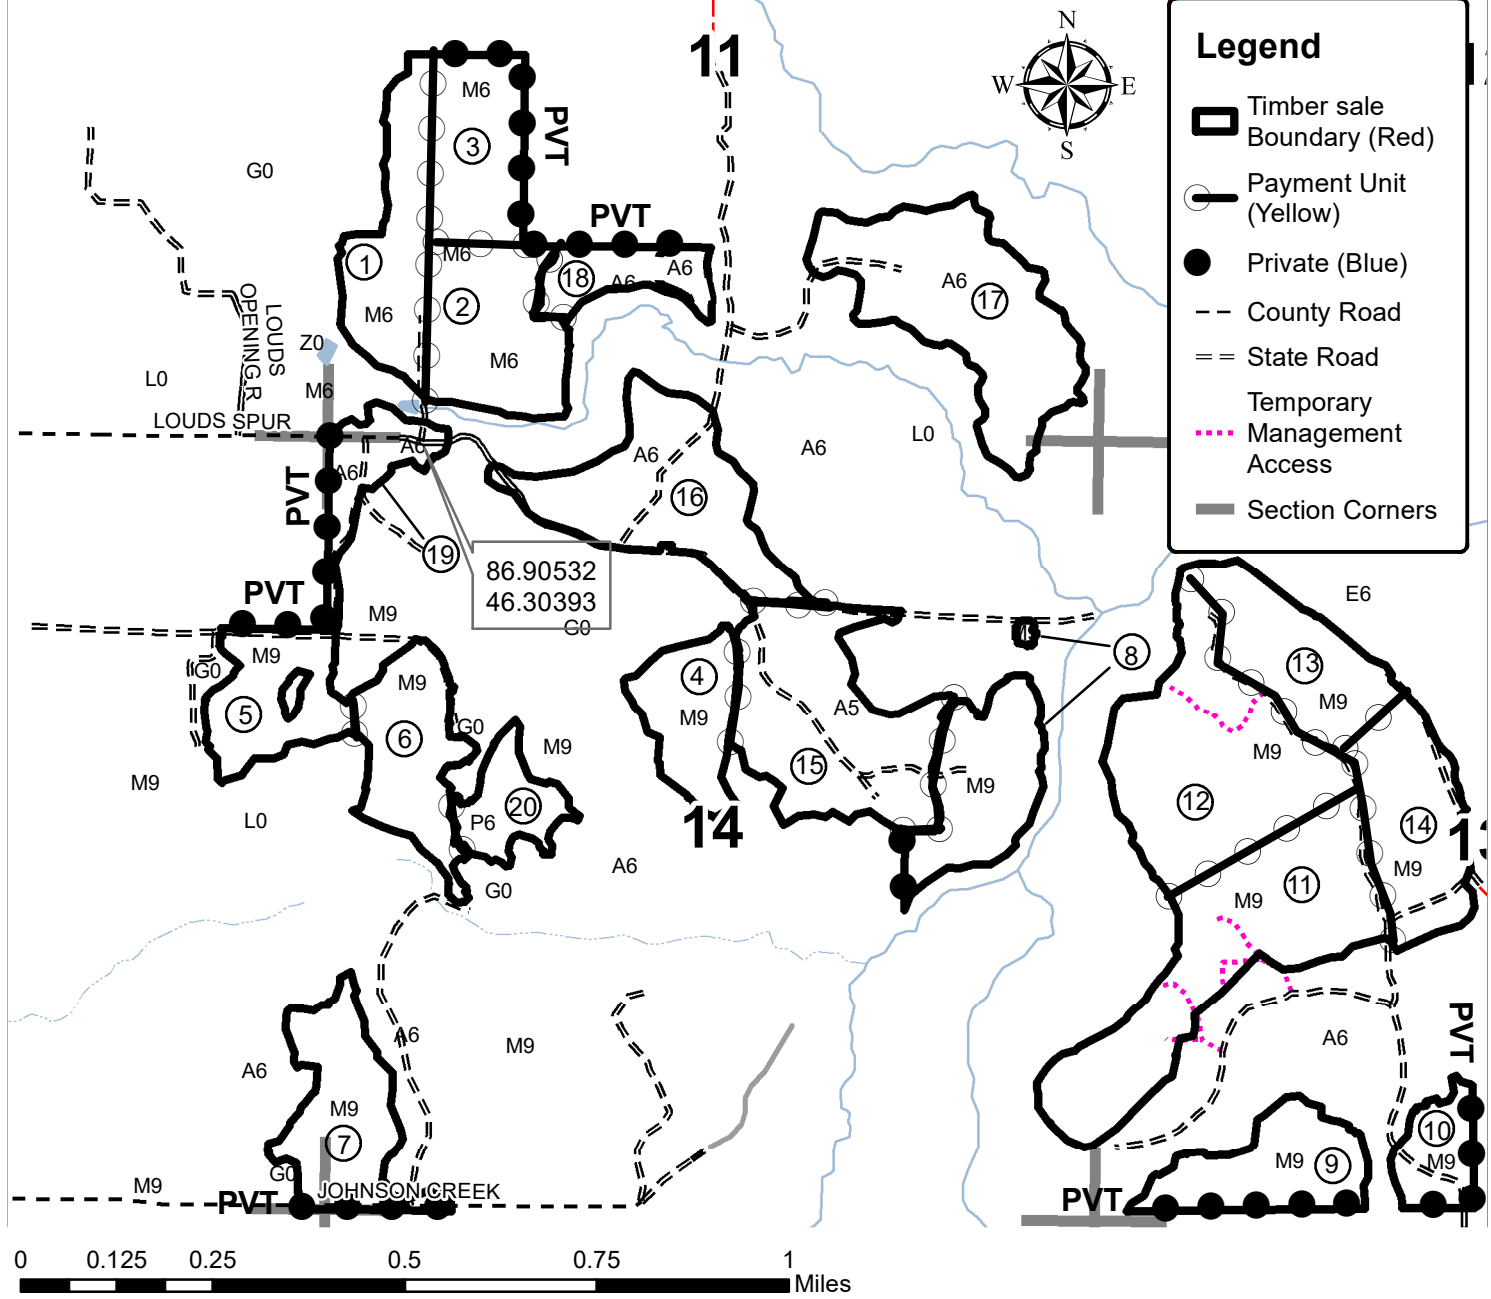 11
N
W
E
S
Legend
Timber sale
Boundary (Red)
Payment Unit
(Yellow)
Private (Blue)
County Road
State Road
Temporary
Management
Access
Section Corners
M6
3
PVT
G0
PVT
1
M6
18
A6
A6
2
M6
M6
A6
17
LOUDS
OPENING R
Z0
L0
M6
LOUDS SPUR
A6
A6
PVT
A6
16
A6
L0
19
86.90532
46.30393
G0
PVT
M9
E6
M9
G0
5
M9
6
G0
M9
4
M9
A5
15
8
M9
13
M9
M9
12
14
M9
13
M9
L0
P6
20
14
A6
G0
11
M9
A6
A6
M9
M9
7
G0
M9
PVT
JOHNSON CREEK
A6
PVT
10
M9
M9
9
PVT
0
0.125
0.25
0.5
0.75
1
Miles